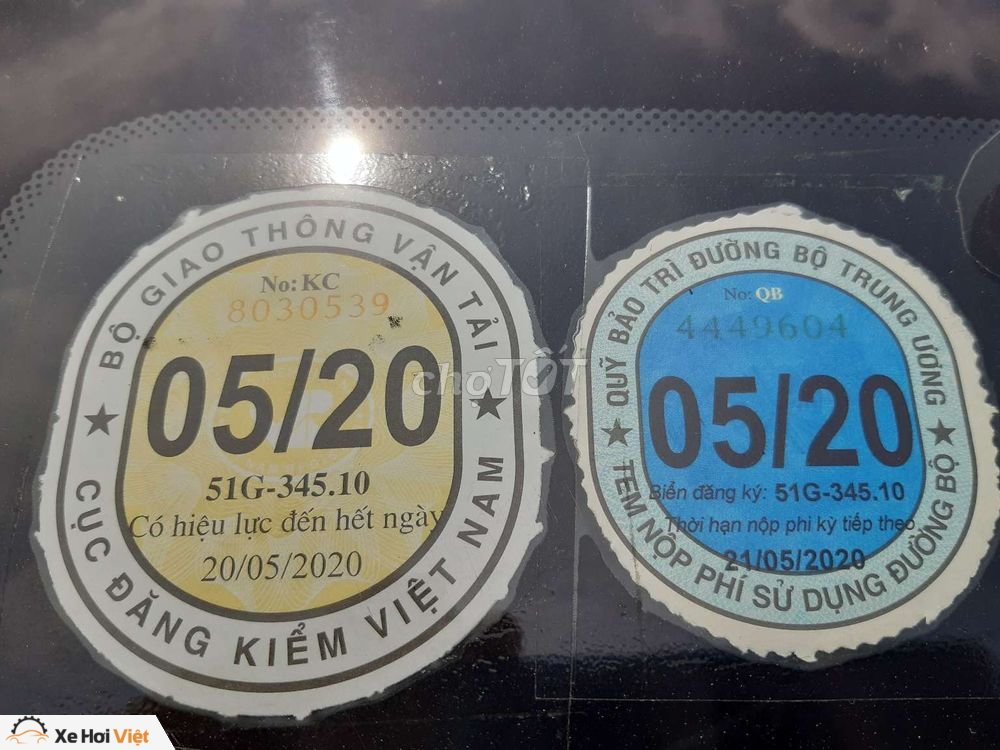 BỘ GIAO THÔNG VẬN TẢI
No: KC
8030539
05/20
51G-345.10
Có hiệu lực đến hết ngày
20/05/2020
★ CỤC ĐĂNG KIỂM VIỆT NAM ★
QUỸ BẢO TRÌ ĐƯỜNG BỘ TRUNG ƯƠNG
No: QB
4449604
05/20
Biển đăng ký: 51G-345.10
Thời hạn nộp phí kỳ tiếp theo
21/05/2020
★ TEM NỘP PHÍ SỬ DỤNG ĐƯỜNG BỘ ★
chợTỐT
Xe Hơi Việt